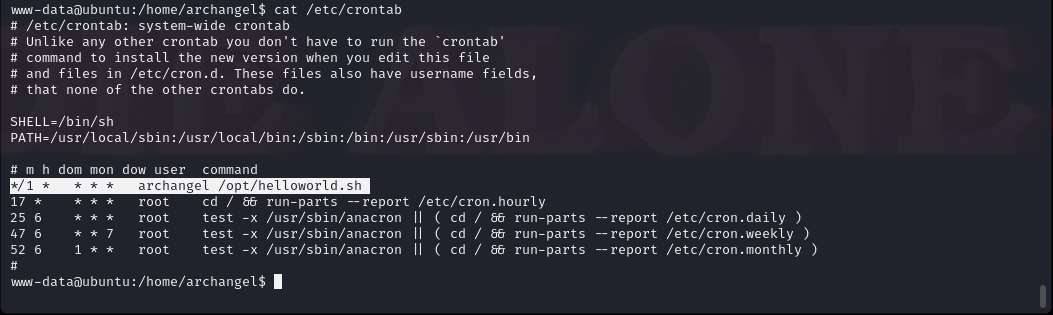 www-data@ubuntu:/home/archangel$ cat /etc/crontab
# /etc/crontab: system-wide crontab
# Unlike any other crontab you don't have to run the `crontab'
# command to install the new version when you edit this file
# and files in /etc/cron.d. These files also have username fields,
# that none of the other crontabs do.

SHELL=/bin/sh
PATH=/usr/local/sbin:/usr/local/bin:/sbin:/bin:/usr/sbin:/usr/bin

# m h dom mon dow user  command
*/1 *   * * *   archangel /opt/helloworld.sh
17 *    * * *   root    cd / && run-parts --report /etc/cron.hourly
25 6    * * *   root    test -x /usr/sbin/anacron || ( cd / && run-parts --report /etc/cron.daily )
47 6    * * 7   root    test -x /usr/sbin/anacron || ( cd / && run-parts --report /etc/cron.weekly )
52 6    1 * *   root    test -x /usr/sbin/anacron || ( cd / && run-parts --report /etc/cron.monthly )
#
www-data@ubuntu:/home/archangel$
ALONE